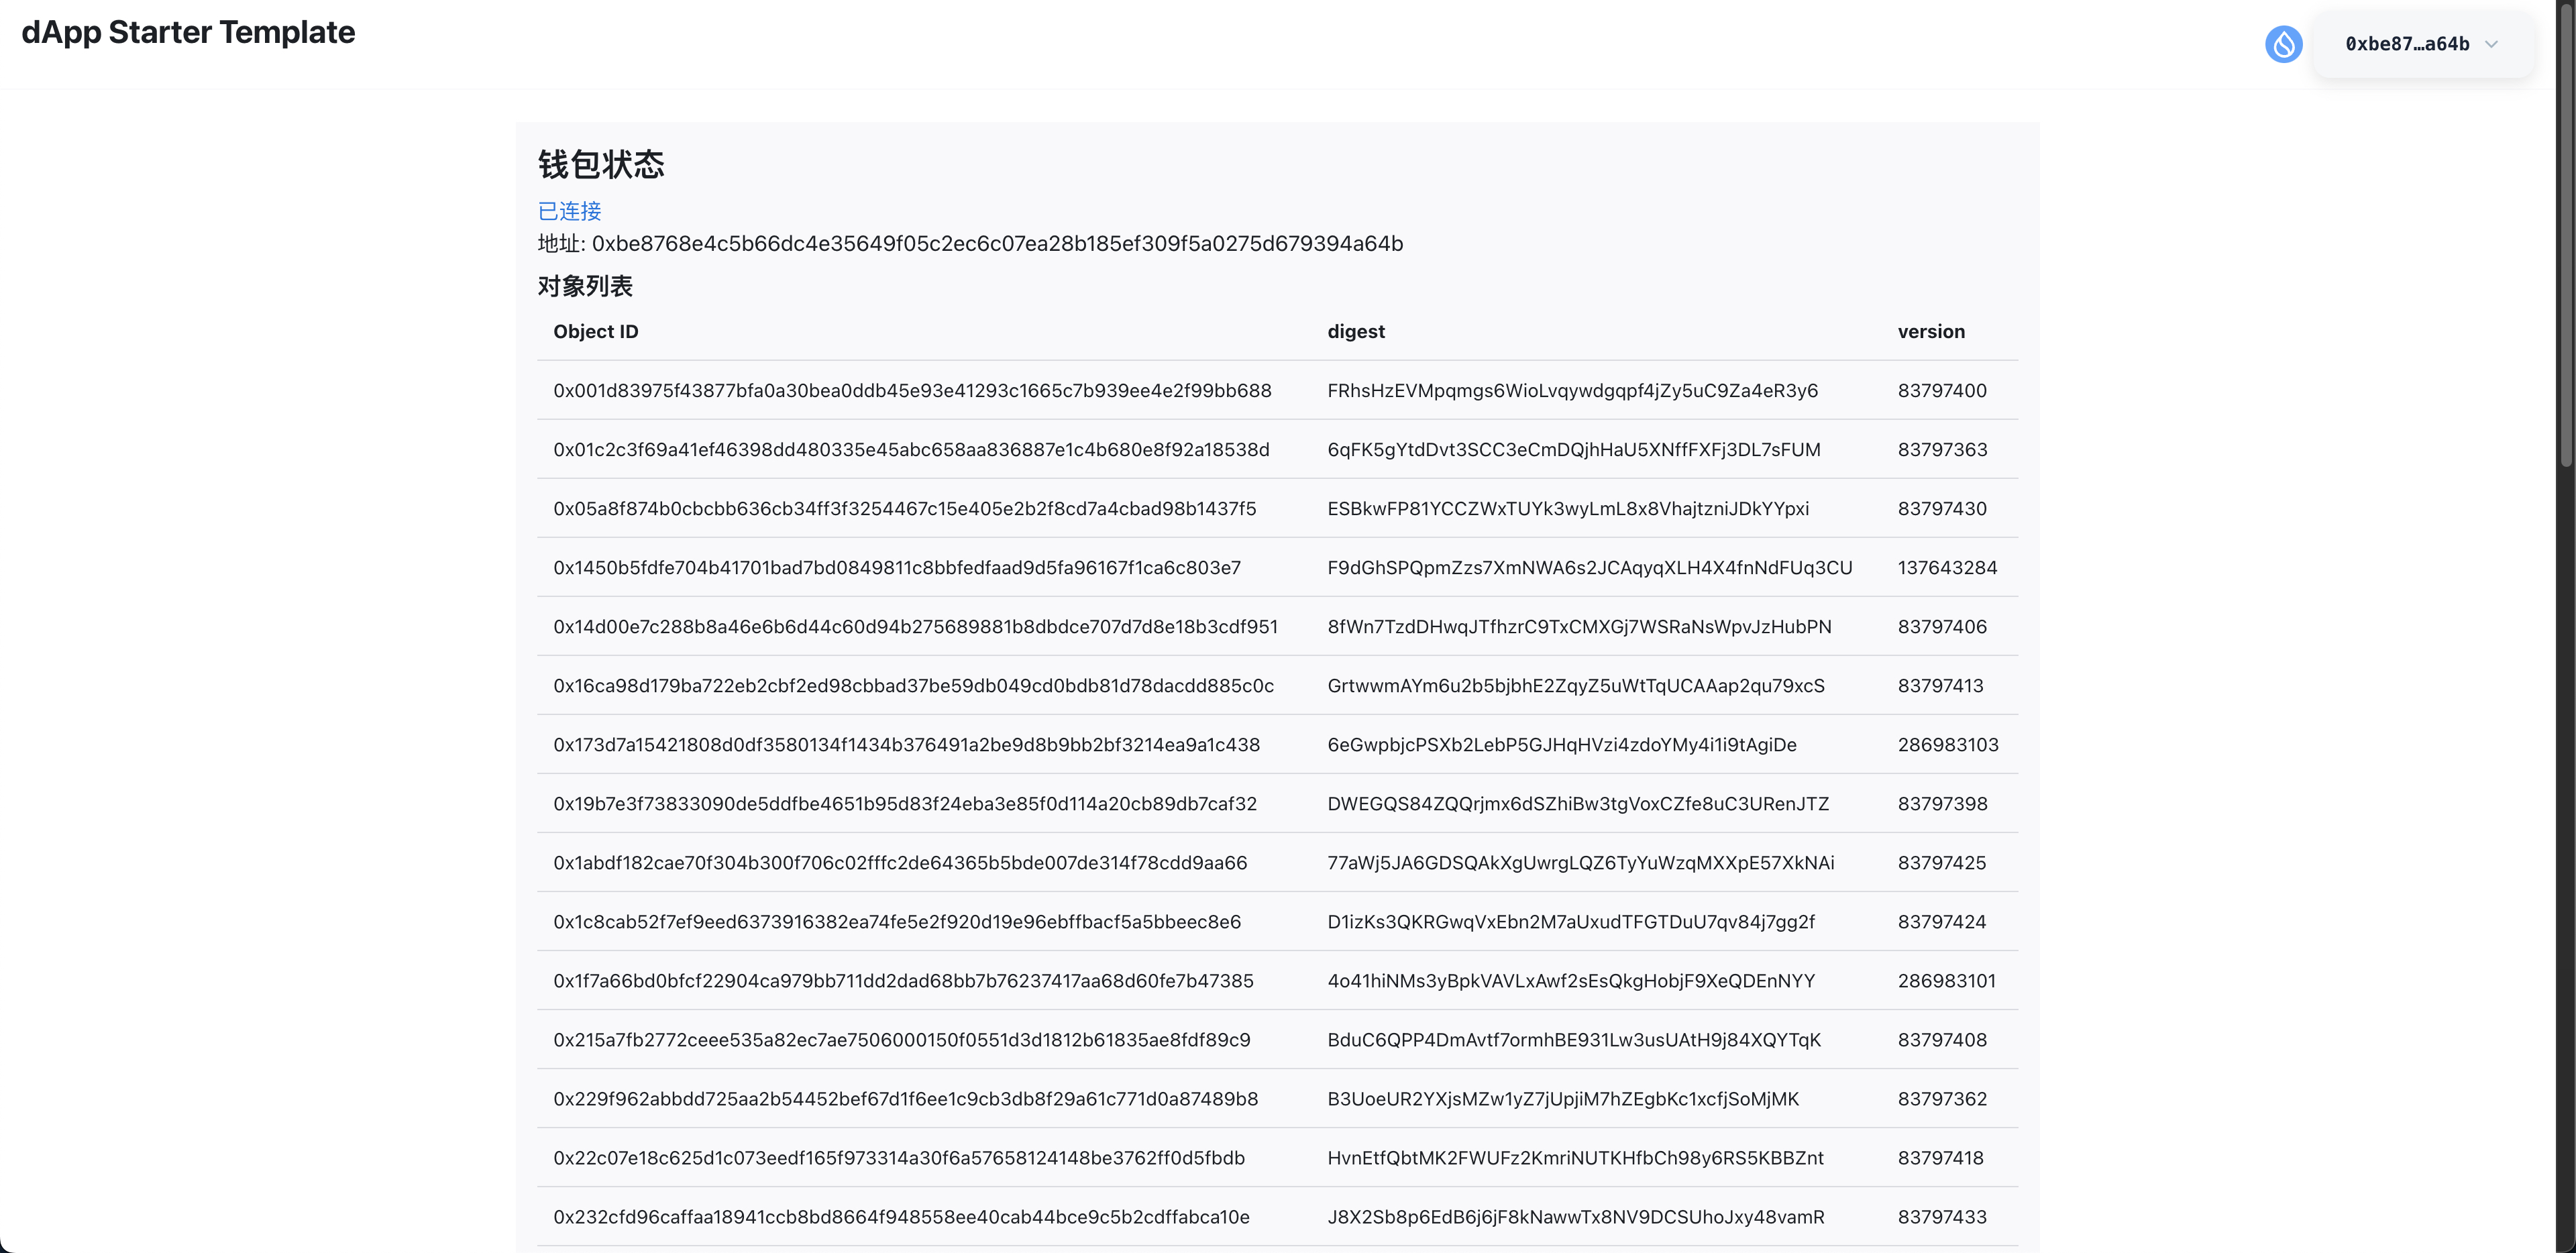 dApp Starter Template
0xbe87…a64b
钱包状态
已连接
地址: 0xbe8768e4c5b66dc4e35649f05c2ec6c07ea28b185ef309f5a0275d679394a64b
对象列表
Object ID digest version
0x001d83975f43877bfa0a30bea0ddb45e93e41293c1665c7b939ee4e2f99bb688 FRhsHzEVMpqmgs6WioLvqywdgqpf4jZy5uC9Za4eR3y6 83797400
0x01c2c3f69a41ef46398dd480335e45abc658aa836887e1c4b680e8f92a18538d 6qFK5gYtdDvt3SCC3eCmDQjhHaU5XNffFXFj3DL7sFUM 83797363
0x05a8f874b0cbcbb636cb34ff3f3254467c15e405e2b2f8cd7a4cbad98b1437f5 ESBkwFP81YCCZWxTUYk3wyLmL8x8VhajtzniJDkYYpxi 83797430
0x1450b5fdfe704b41701bad7bd0849811c8bbfedfaad9d5fa96167f1ca6c803e7 F9dGhSPQpmZzs7XmNWA6s2JCAqyqXLH4X4fnNdFUq3CU 137643284
0x14d00e7c288b8a46e6b6d44c60d94b275689881b8dbdce707d7d8e18b3cdf951 8fWn7TzdDHwqJTfhzrC9TxCMXGj7WSRaNsWpvJzHubPN 83797406
0x16ca98d179ba722eb2cbf2ed98cbbad37be59db049cd0bdb81d78dacdd885c0c GrtwwmAYm6u2b5bjbhE2ZqyZ5uWtTqUCAAap2qu79xcS 83797413
0x173d7a15421808d0df3580134f1434b376491a2be9d8b9bb2bf3214ea9a1c438 6eGwpbjcPSXb2LebP5GJHqHVzi4zdoYMy4i1i9tAgiDe 286983103
0x19b7e3f73833090de5ddfbe4651b95d83f24eba3e85f0d114a20cb89db7caf32 DWEGQS84ZQQrjmx6dSZhiBw3tgVoxCZfe8uC3URenJTZ 83797398
0x1abdf182cae70f304b300f706c02fffc2de64365b5bde007de314f78cdd9aa66 77aWj5JA6GDSQAkXgUwrgLQZ6TyYuWzqMXXpE57XkNAi 83797425
0x1c8cab52f7ef9eed6373916382ea74fe5e2f920d19e96ebffbacf5a5bbeec8e6 D1izKs3QKRGwqVxEbn2M7aUxudTFGTDuU7qv84j7gg2f 83797424
0x1f7a66bd0bfcf22904ca979bb711dd2dad68bb7b76237417aa68d60fe7b47385 4o41hiNMs3yBpkVAVLxAwf2sEsQkgHobjF9XeQDEnNYY 286983101
0x215a7fb2772ceee535a82ec7ae7506000150f0551d3d1812b61835ae8fdf89c9 BduC6QPP4DmAvtf7ormhBE931Lw3usUAtH9j84XQYTqK 83797408
0x229f962abbdd725aa2b54452bef67d1f6ee1c9cb3db8f29a61c771d0a87489b8 B3UoeUR2YXjsMZw1yZ7jUpjiM7hZEgbKc1xcfjSoMjMK 83797362
0x22c07e18c625d1c073eedf165f973314a30f6a57658124148be3762ff0d5fbdb HvnEtfQbtMK2FWUFz2KmriNUTKHfbCh98y6RS5KBBZnt 83797418
0x232cfd96caffaa18941ccb8bd8664f948558ee40cab44bce9c5b2cdffabca10e J8X2Sb8p6EdB6j6jF8kNawwTx8NV9DCSUhoJxy48vamR 83797433